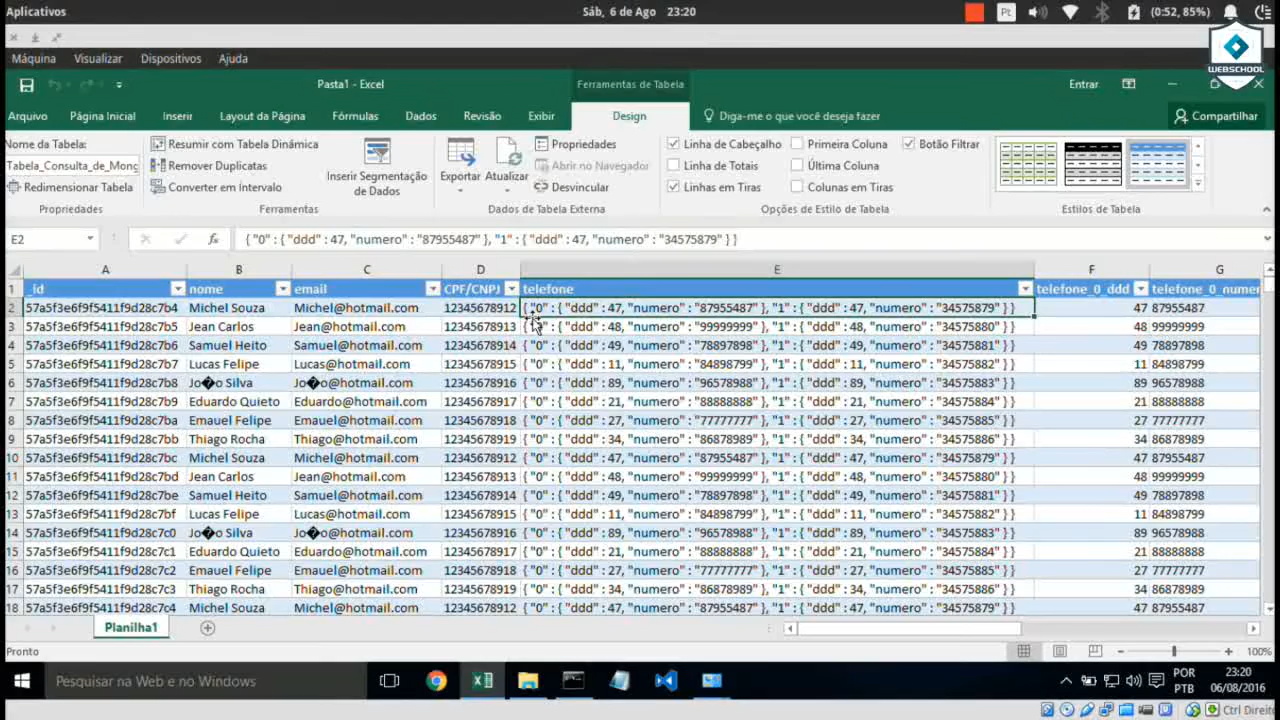 Aplicativos
Sáb, 6 de Ago 23:20
Pt
(0:52, 85%)
WEBSCHOOL
Máquina Visualizar Dispositivos Ajuda
Pasta1 - Excel
Ferramentas de Tabela
Entrar
Arquivo Página Inicial Inserir Layout da Página Fórmulas Dados Revisão Exibir Design Diga-me o que você deseja fazer Compartilhar
Nome da Tabela:
Tabela_Consulta_de_Mong
Redimensionar Tabela
Propriedades
Resumir com Tabela Dinâmica
Remover Duplicatas
Converter em Intervalo
Inserir Segmentação
de Dados
Ferramentas
Exportar Atualizar
Propriedades
Abrir no Navegador
Desvincular
Dados de Tabela Externa
Linha de Cabeçalho Primeira Coluna Botão Filtrar
Linha de Totais Última Coluna
Linhas em Tiras Colunas em Tiras
Opções de Estilo de Tabela
Estilos de Tabela
E2 fx { "0" : { "ddd" : 47, "numero" : "87955487" }, "1" : { "ddd" : 47, "numero" : "34575879" } }
A B C D E F G
1 _id nome email CPF/CNPJ telefone telefone_0_ddd telefone_0_numer
2 57a5f3e6f9f5411f9d28c7b4 Michel Souza Michel@hotmail.com 12345678912 { "0" : { "ddd" : 47, "numero" : "87955487" }, "1" : { "ddd" : 47, "numero" : "34575879" } } 47 87955487
3 57a5f3e6f9f5411f9d28c7b5 Jean Carlos Jean@hotmail.com 12345678913 { "0" : { "ddd" : 48, "numero" : "99999999" }, "1" : { "ddd" : 48, "numero" : "34575880" } } 48 99999999
4 57a5f3e6f9f5411f9d28c7b6 Samuel Heito Samuel@hotmail.com 12345678914 { "0" : { "ddd" : 49, "numero" : "78897898" }, "1" : { "ddd" : 49, "numero" : "34575881" } } 49 78897898
5 57a5f3e6f9f5411f9d28c7b7 Lucas Felipe Lucas@hotmail.com 12345678915 { "0" : { "ddd" : 11, "numero" : "84898799" }, "1" : { "ddd" : 11, "numero" : "34575882" } } 11 84898799
6 57a5f3e6f9f5411f9d28c7b8 Jo�o Silva Jo�o@hotmail.com 12345678916 { "0" : { "ddd" : 89, "numero" : "96578988" }, "1" : { "ddd" : 89, "numero" : "34575883" } } 89 96578988
7 57a5f3e6f9f5411f9d28c7b9 Eduardo Quieto Eduardo@hotmail.com 12345678917 { "0" : { "ddd" : 21, "numero" : "88888888" }, "1" : { "ddd" : 21, "numero" : "34575884" } } 21 88888888
8 57a5f3e6f9f5411f9d28c7ba Emauel Felipe Emauel@hotmail.com 12345678918 { "0" : { "ddd" : 27, "numero" : "77777777" }, "1" : { "ddd" : 27, "numero" : "34575885" } } 27 77777777
9 57a5f3e6f9f5411f9d28c7bb Thiago Rocha Thiago@hotmail.com 12345678919 { "0" : { "ddd" : 34, "numero" : "86878989" }, "1" : { "ddd" : 34, "numero" : "34575886" } } 34 86878989
10 57a5f3e6f9f5411f9d28c7bc Michel Souza Michel@hotmail.com 12345678912 { "0" : { "ddd" : 47, "numero" : "87955487" }, "1" : { "ddd" : 47, "numero" : "34575879" } } 47 87955487
11 57a5f3e6f9f5411f9d28c7bd Jean Carlos Jean@hotmail.com 12345678913 { "0" : { "ddd" : 48, "numero" : "99999999" }, "1" : { "ddd" : 48, "numero" : "34575880" } } 48 99999999
12 57a5f3e6f9f5411f9d28c7be Samuel Heito Samuel@hotmail.com 12345678914 { "0" : { "ddd" : 49, "numero" : "78897898" }, "1" : { "ddd" : 49, "numero" : "34575881" } } 49 78897898
13 57a5f3e6f9f5411f9d28c7bf Lucas Felipe Lucas@hotmail.com 12345678915 { "0" : { "ddd" : 11, "numero" : "84898799" }, "1" : { "ddd" : 11, "numero" : "34575882" } } 11 84898799
14 57a5f3e6f9f5411f9d28c7c0 Jo�o Silva Jo�o@hotmail.com 12345678916 { "0" : { "ddd" : 89, "numero" : "96578988" }, "1" : { "ddd" : 89, "numero" : "34575883" } } 89 96578988
15 57a5f3e6f9f5411f9d28c7c1 Eduardo Quieto Eduardo@hotmail.com 12345678917 { "0" : { "ddd" : 21, "numero" : "88888888" }, "1" : { "ddd" : 21, "numero" : "34575884" } } 21 88888888
16 57a5f3e6f9f5411f9d28c7c2 Emauel Felipe Emauel@hotmail.com 12345678918 { "0" : { "ddd" : 27, "numero" : "77777777" }, "1" : { "ddd" : 27, "numero" : "34575885" } } 27 77777777
17 57a5f3e6f9f5411f9d28c7c3 Thiago Rocha Thiago@hotmail.com 12345678919 { "0" : { "ddd" : 34, "numero" : "86878989" }, "1" : { "ddd" : 34, "numero" : "34575886" } } 34 86878989
18 57a5f3e6f9f5411f9d28c7c4 Michel Souza Michel@hotmail.com 12345678912 { "0" : { "ddd" : 47, "numero" : "87955487" }, "1" : { "ddd" : 47, "numero" : "34575879" } } 47 87955487
Planilha1
Pronto
100%
Pesquisar na Web e no Windows
POR
PTB
23:20
06/08/2016
Ctrl Direito